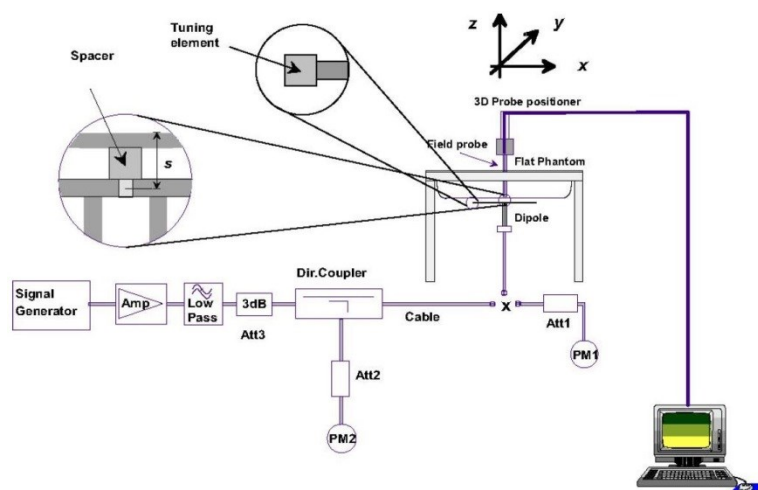 Tuning
element
Spacer
s
z
y
x
3D Probe positioner
Field probe
Flat Phantom
Dipole
Signal
Generator
Amp
Low
Pass
3dB
Att3
Dir.Coupler
Cable
x
Att1
PM1
Att2
PM2